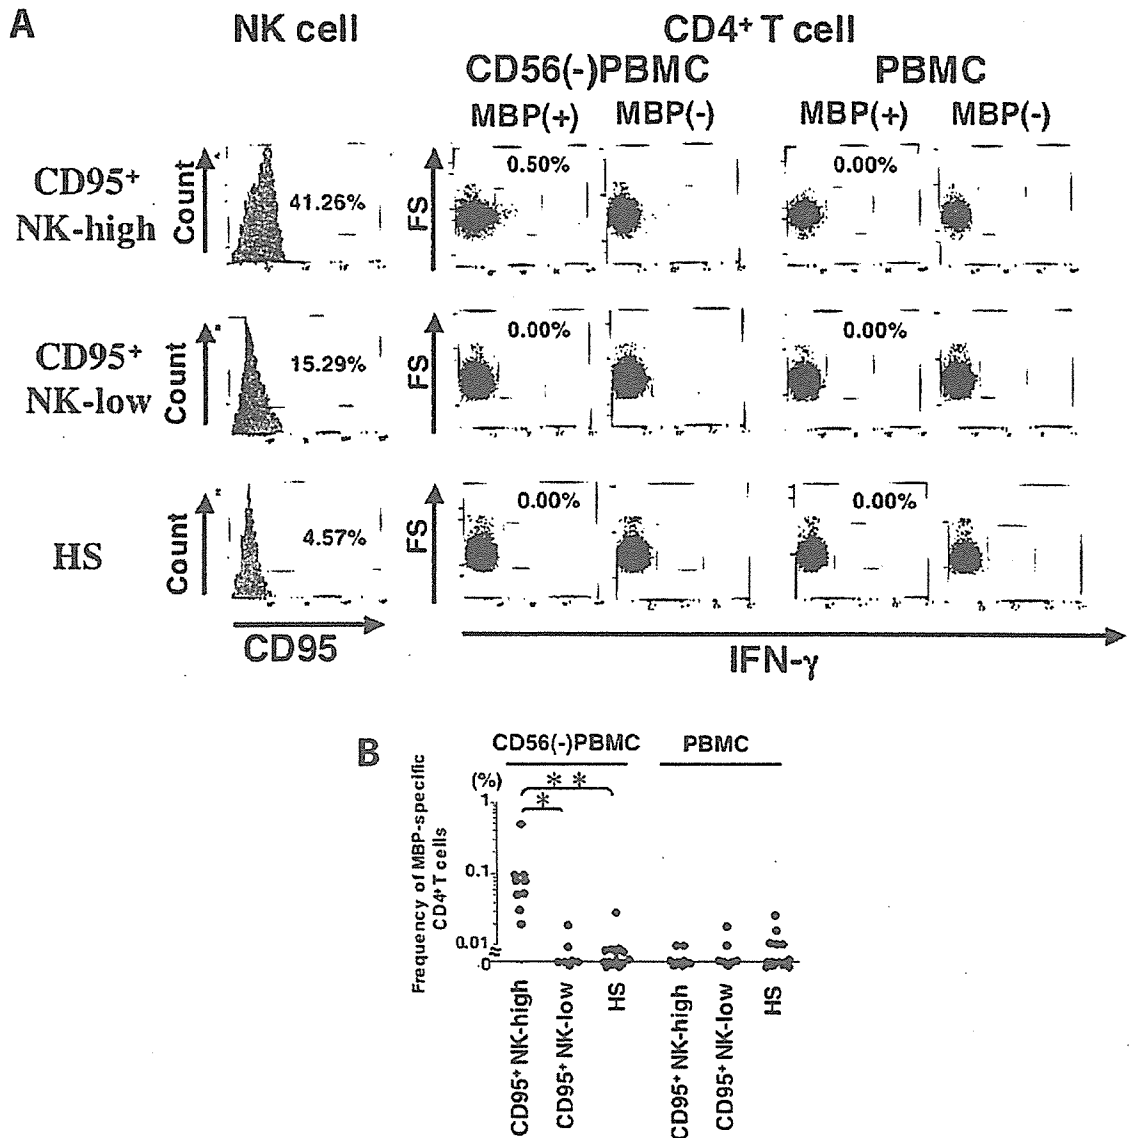 A
NK cell
CD4⁺ T cell
CD56(-)PBMC
PBMC
MBP(+)
MBP(-)
MBP(+)
MBP(-)
CD95⁺
NK-high
Count
41.26%
FS
0.50%
0.00%
CD95⁺
NK-low
Count
15.29%
FS
0.00%
0.00%
HS
Count
4.57%
FS
0.00%
0.00%
CD95
IFN-γ
B
CD56(-)PBMC
PBMC
Frequency of MBP-specific
CD4⁺T cells
(%)
* *
*
1
0.1
0.01
0
CD95⁺ NK-high
CD95⁺ NK-low
HS
CD95⁺ NK-high
CD95⁺ NK-low
HS